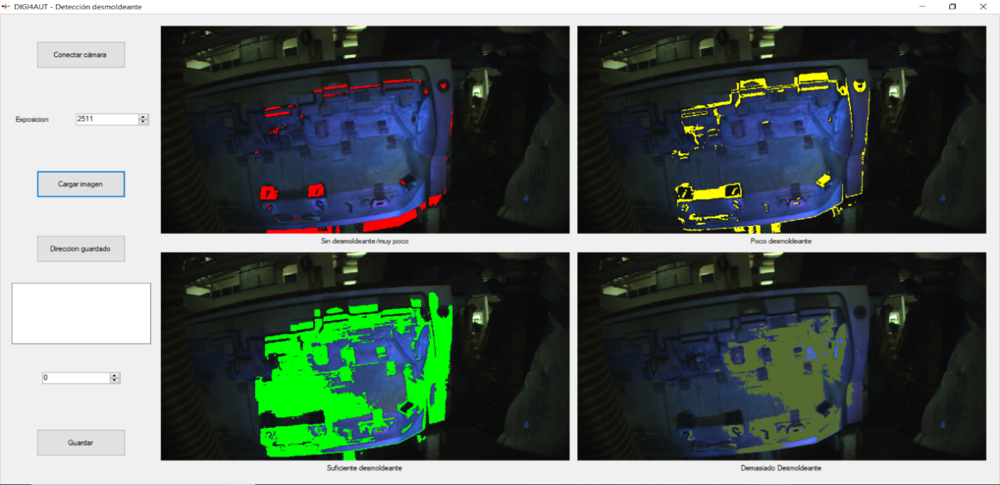 DIGI4AUT - Detección desmoldeante
Conectar cámara
Exposicion
2511
Cargar imagen
Direccion guardado
0
Guardar
Sin desmoldeante/muy poco
Poco desmoldeante
Suficiente desmoldeante
Demasiado Desmoldeante